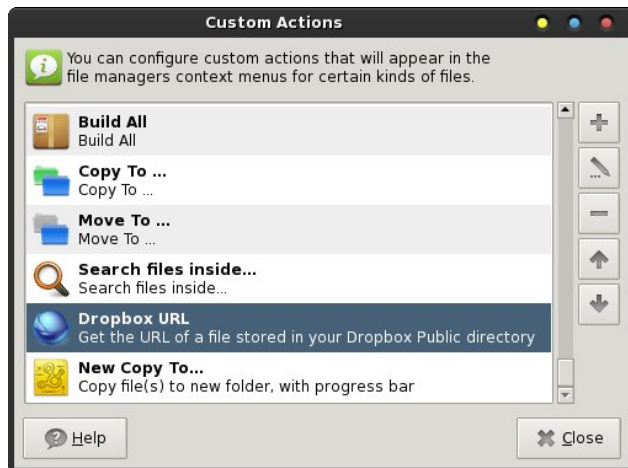 Custom Actions
You can configure custom actions that will appear in the
file managers context menus for certain kinds of files.
Build All
Build All
Copy To ...
Copy To ...
Move To ...
Move To ...
Search files inside...
Search files inside...
Dropbox URL
Get the URL of a file stored in your Dropbox Public directory
New Copy To...
Copy file(s) to new folder, with progress bar
Help
Close